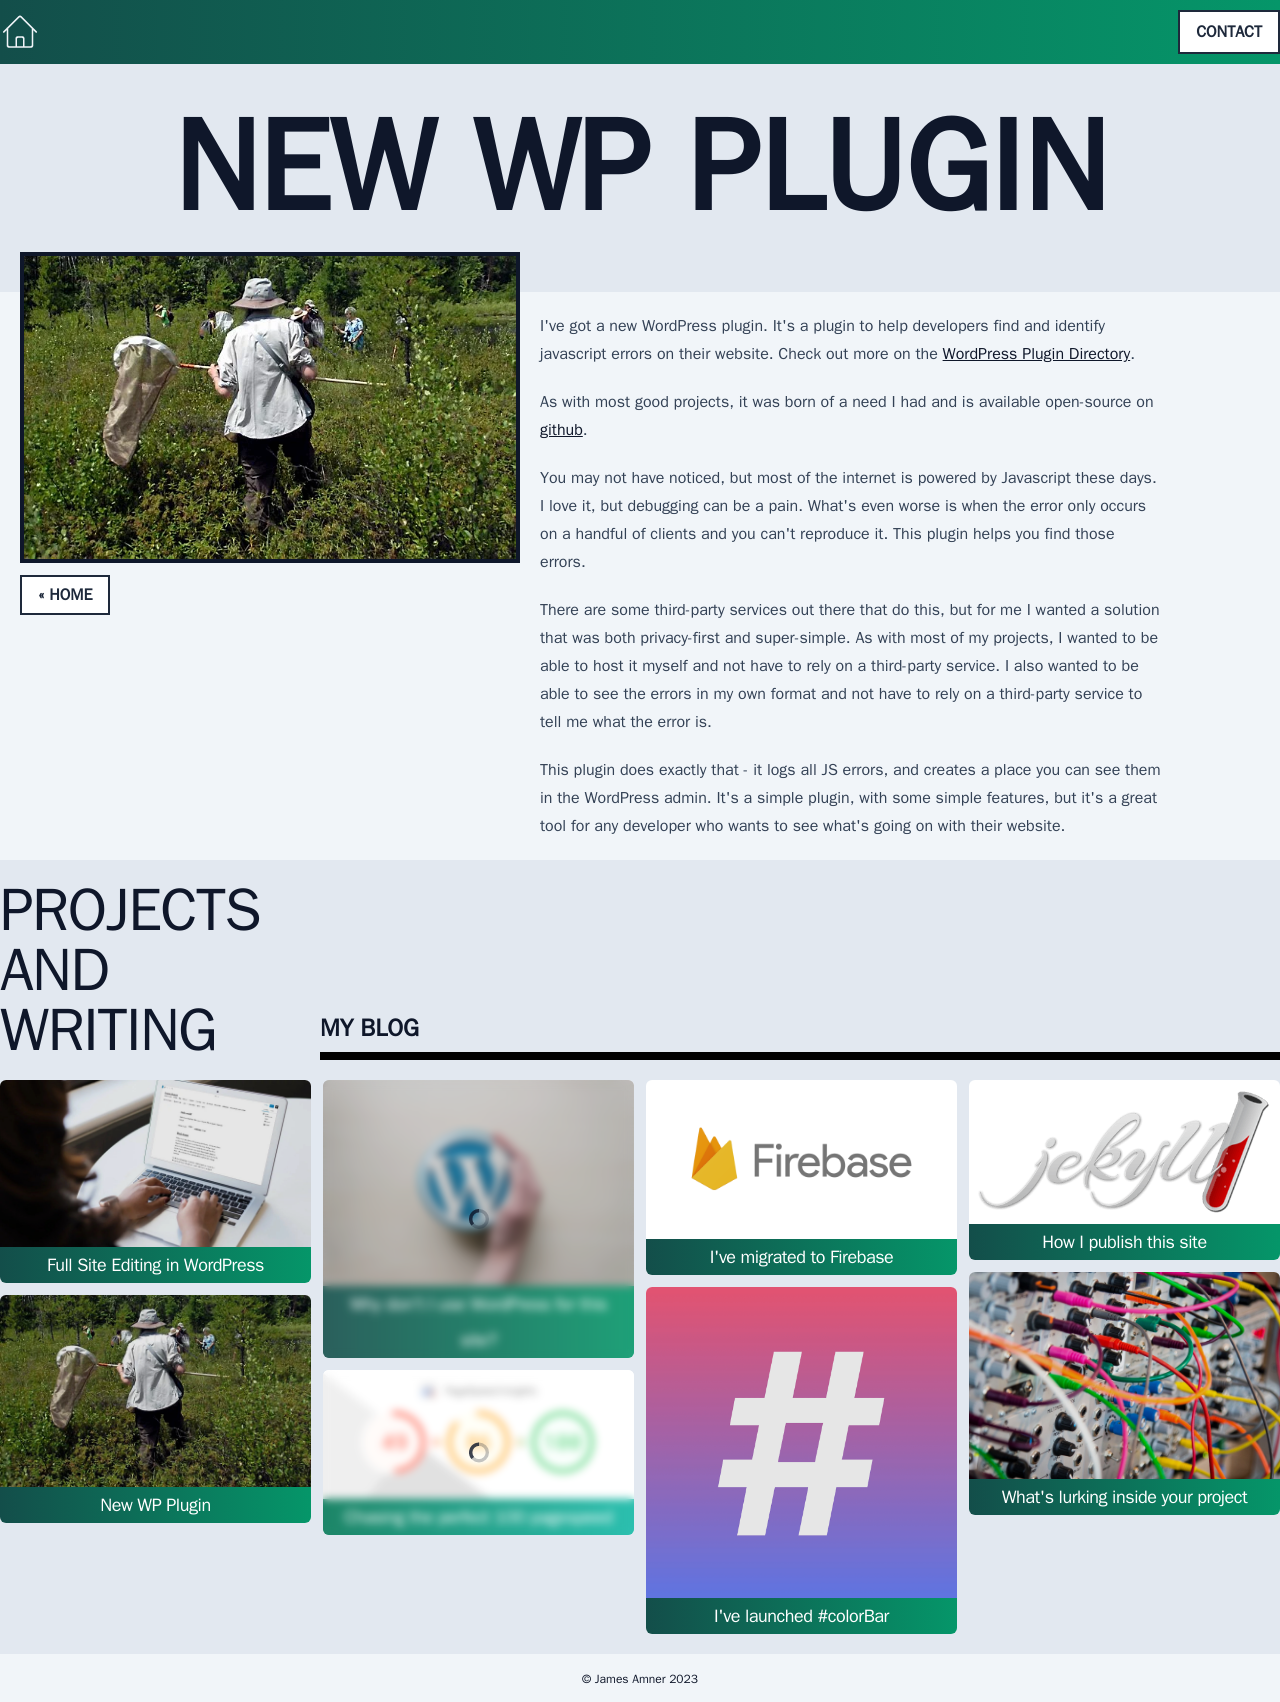 CONTACT
NEW WP PLUGIN
I've got a new WordPress plugin. It's a plugin to help developers find and identify
javascript errors on their website. Check out more on the WordPress Plugin Directory.
As with most good projects, it was born of a need I had and is available open-source on
github.
You may not have noticed, but most of the internet is powered by Javascript these days.
I love it, but debugging can be a pain. What's even worse is when the error only occurs
on a handful of clients and you can't reproduce it. This plugin helps you find those
errors.
There are some third-party services out there that do this, but for me I wanted a solution
that was both privacy-first and super-simple. As with most of my projects, I wanted to be
able to host it myself and not have to rely on a third-party service. I also wanted to be
able to see the errors in my own format and not have to rely on a third-party service to
tell me what the error is.
This plugin does exactly that - it logs all JS errors, and creates a place you can see them
in the WordPress admin. It's a simple plugin, with some simple features, but it's a great
tool for any developer who wants to see what's going on with their website.
« HOME
PROJECTS
AND
WRITING
MY BLOG
Full Site Editing in WordPress
New WP Plugin
W
Why don't I use WordPress for this
site?
Chasing the perfect 100 pagespeed
Firebase
I've migrated to Firebase
#
I've launched #colorBar
jekyll
How I publish this site
What's lurking inside your project
© James Amner 2023